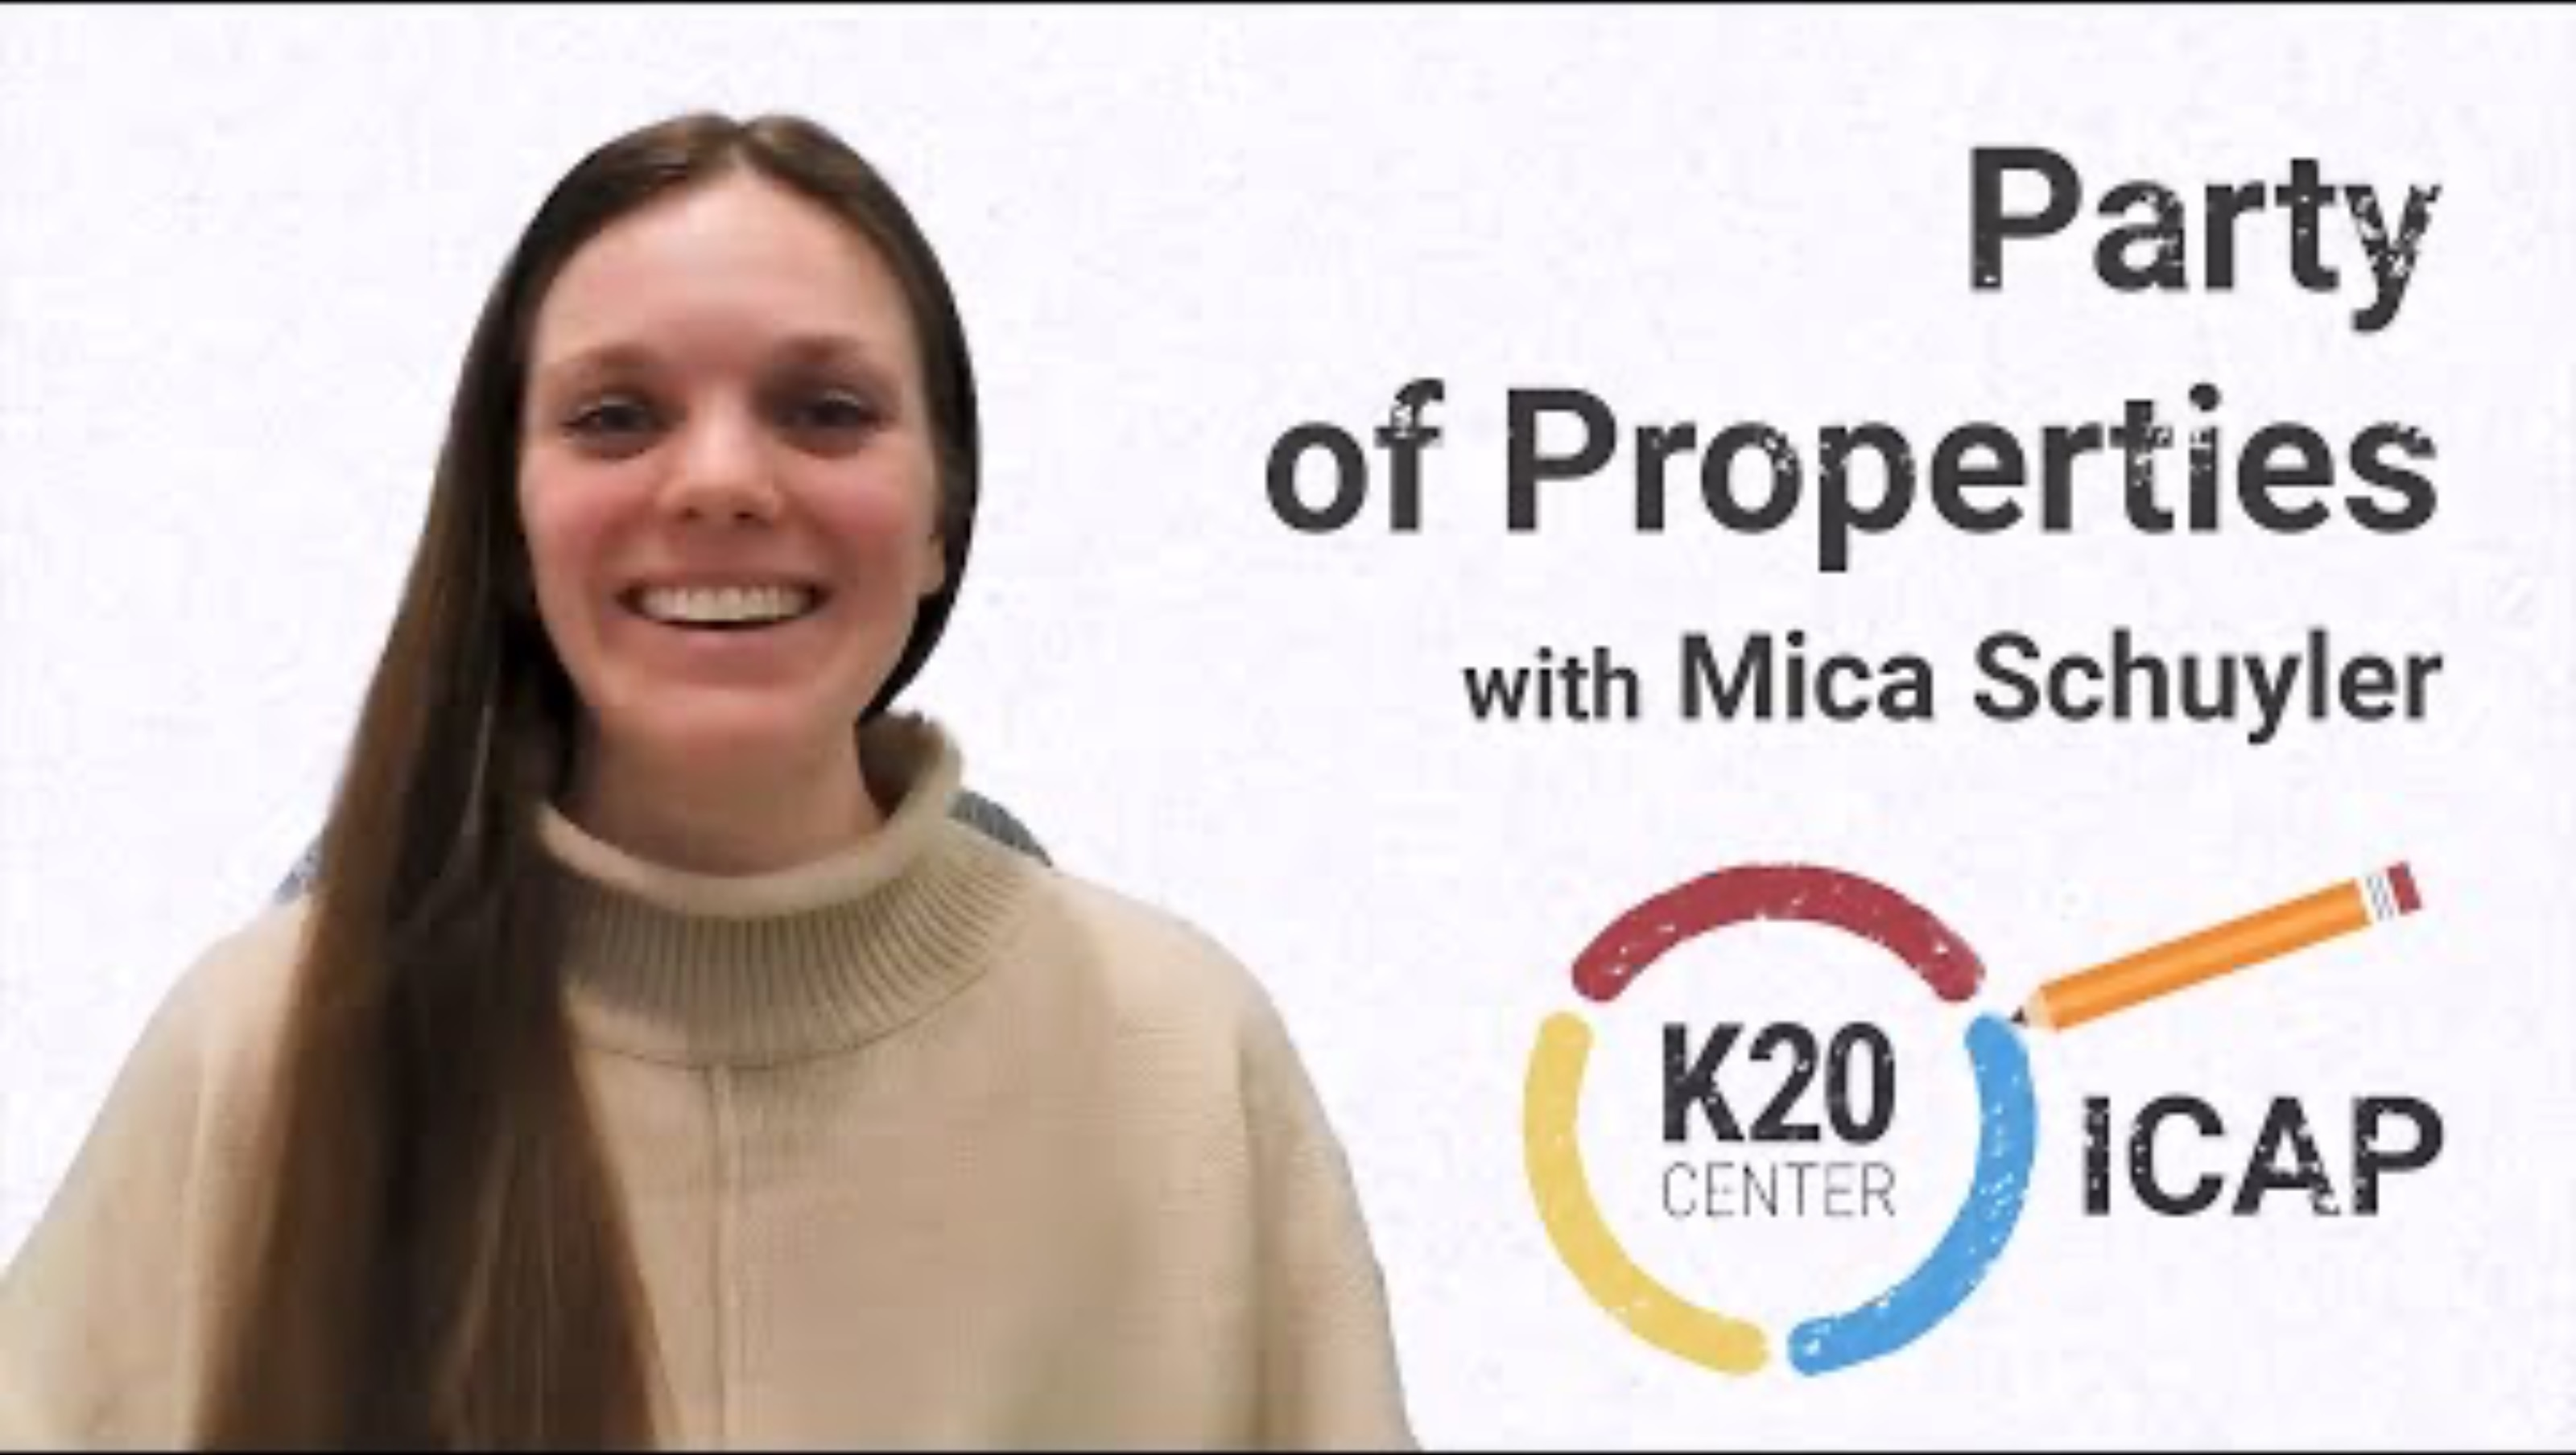 Party
of Properties
with Mica Schuyler
K20
CENTER
ICAP